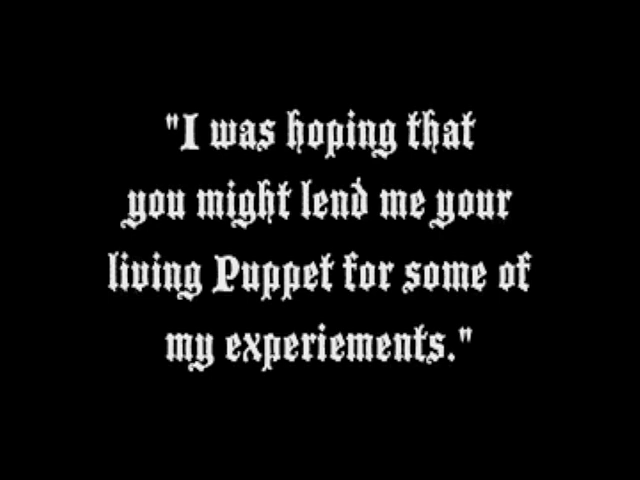 "I was hoping that
you might lend me your
living Puppet for some of
my experiements."